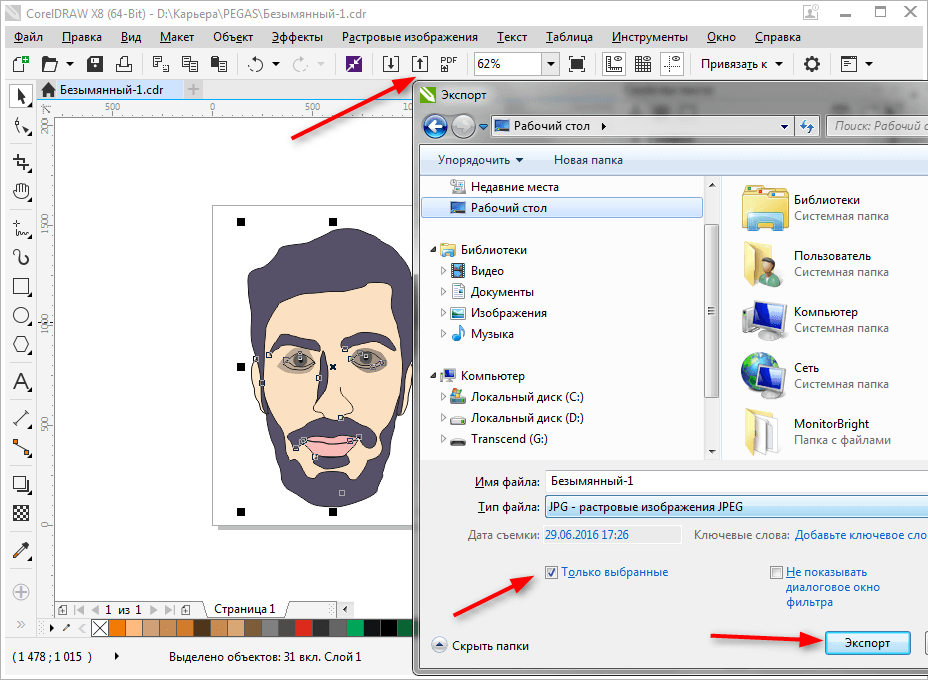 CorelDRAW X8 (64-Bit) - D:\Карьера\PEGAS\Безымянный-1.cdr
Файл Правка Вид Макет Объект Эффекты Растровые изображения Текст Таблица Инструменты Окно Справка
PDF 62% Привязать к
Безымянный-1.cdr
Экспорт
500 0 500
Рабочий стол
Поиск: Рабочий с
Упорядочить Новая папка
Недавние места
Рабочий стол
Библиотеки
Видео
Документы
Изображения
Музыка
Компьютер
Локальный диск (C:)
Локальный диск (D:)
Transcend (G:)
Библиотеки
Системная папка
Пользователь
Системная папка
Компьютер
Системная папка
Сеть
Системная папка
MonitorBright
Папка с файлами
1500
1000
500
0
Имя файла: Безымянный-1
Тип файла: JPG - растровые изображения JPEG
Дата съемки: 29.06.2016 17:26 Ключевые слова: Добавьте ключевое сло
Только выбранные
Не показывать
диалоговое окно
фильтра
Скрыть папки
Экспорт
1 из 1 Страница 1
( 1 478 ; 1 015 ) Выделено объектов: 31 вкл. Слой 1